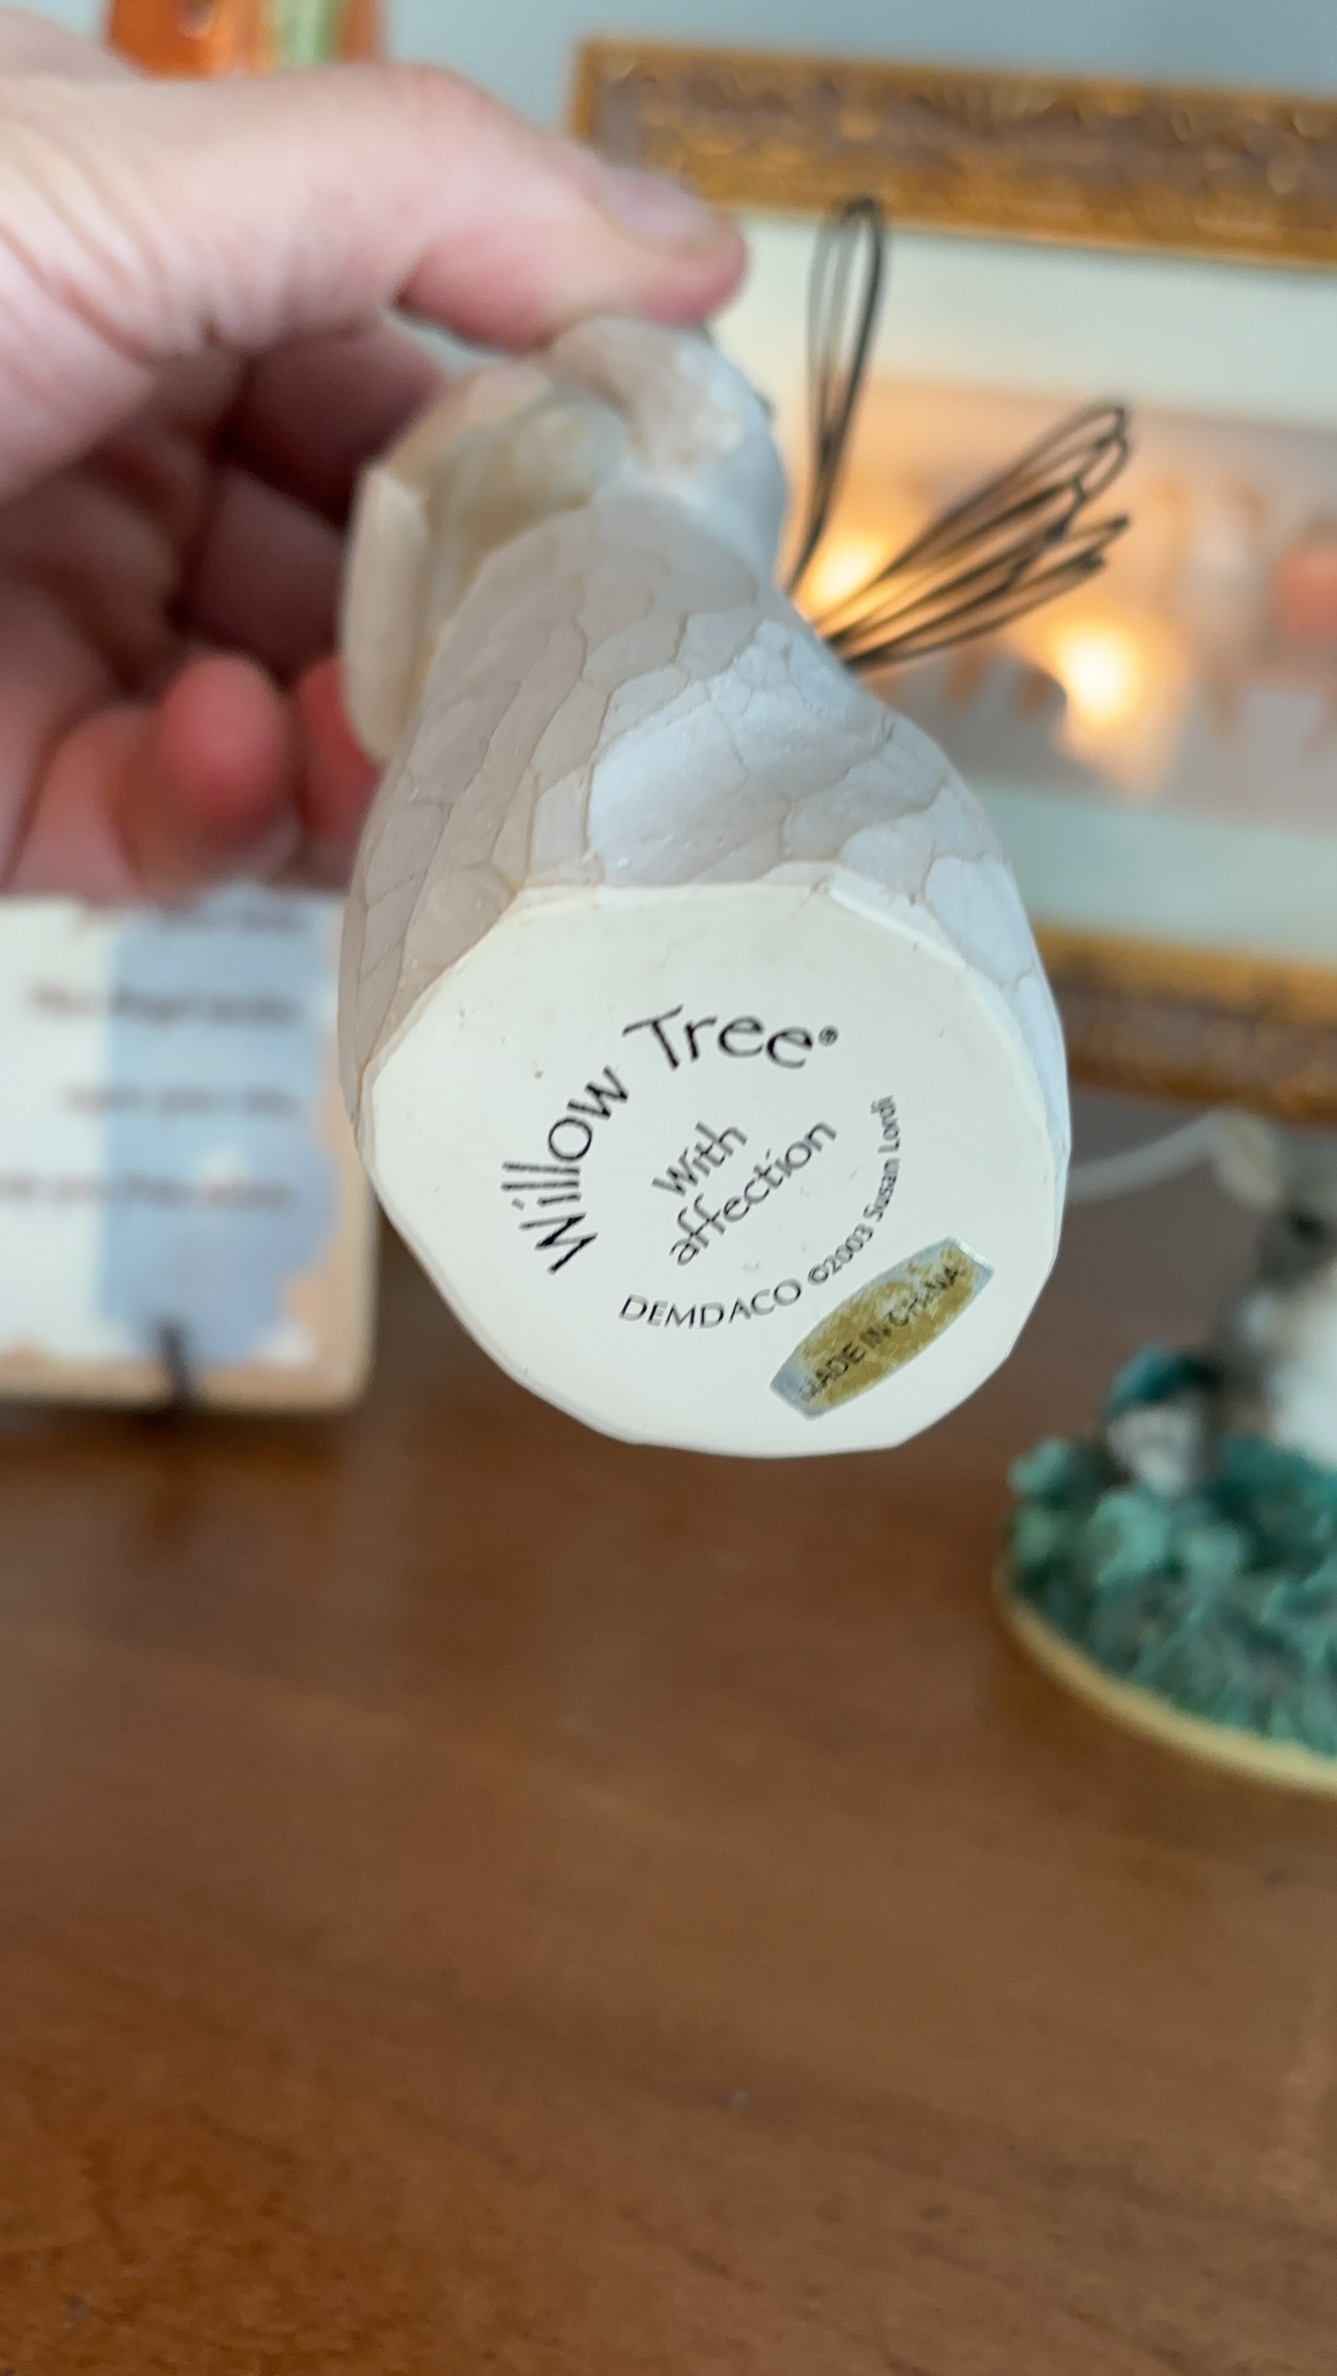 Willow Tree®
With
affection
DEMDACO ©2003 Susan Lordi
MADE IN CHINA